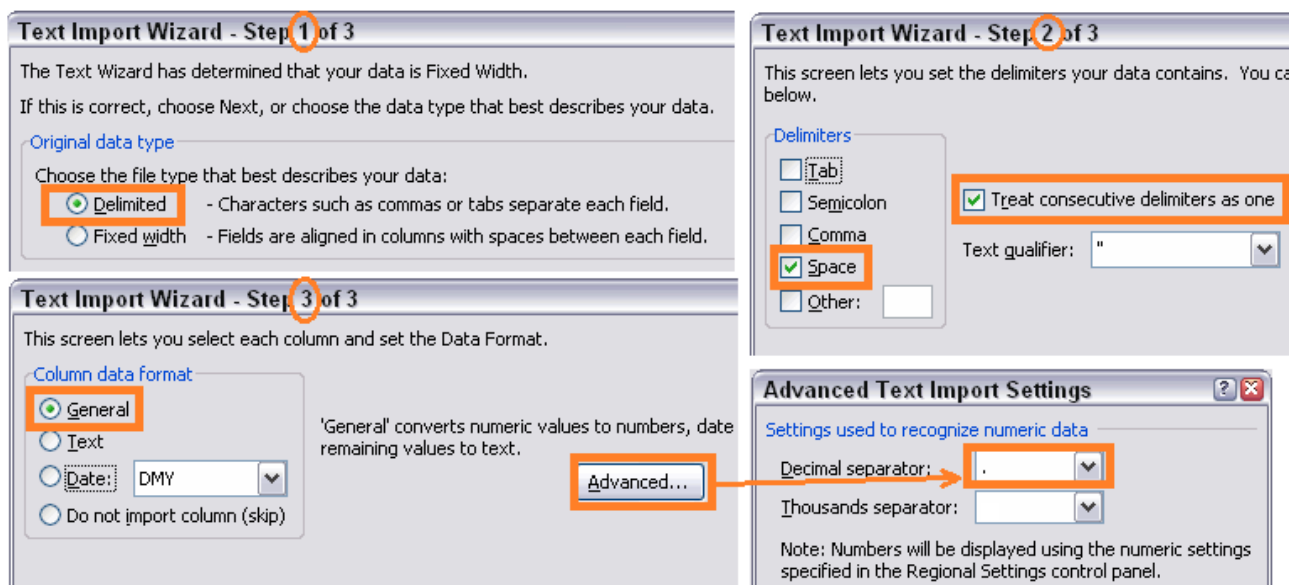 Text Import Wizard - Step 1 of 3
The Text Wizard has determined that your data is Fixed Width.
If this is correct, choose Next, or choose the data type that best describes your data.
Original data type
Choose the file type that best describes your data:
Delimited - Characters such as commas or tabs separate each field.
Fixed width - Fields are aligned in columns with spaces between each field.
Text Import Wizard - Step 2 of 3
This screen lets you set the delimiters your data contains. You ca
below.
Delimiters
Tab
Semicolon
Comma
Space
Other:
Treat consecutive delimiters as one
Text qualifier: "
Text Import Wizard - Step 3 of 3
This screen lets you select each column and set the Data Format.
Column data format
General
Text
Date: DMY
Do not import column (skip)
'General' converts numeric values to numbers, date
remaining values to text.
Advanced...
Advanced Text Import Settings
Settings used to recognize numeric data
Decimal separator: .
Thousands separator:
Note: Numbers will be displayed using the numeric settings
specified in the Regional Settings control panel.